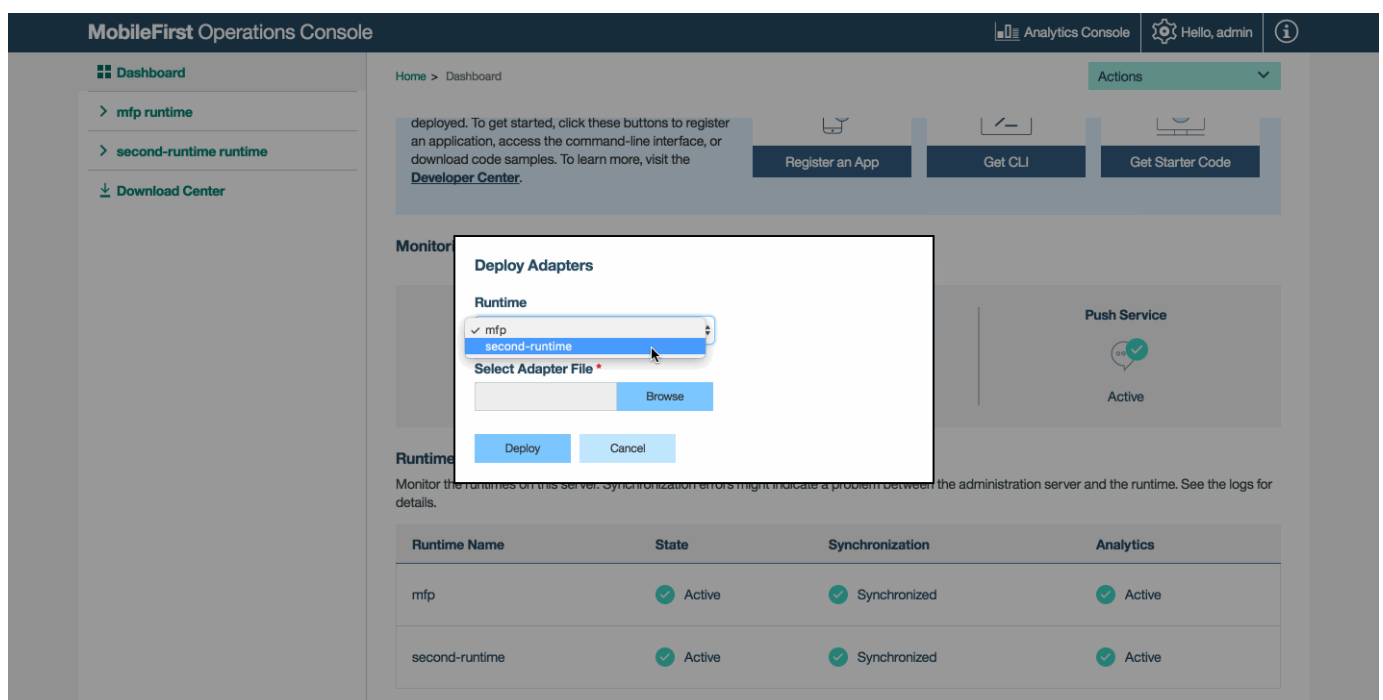 MobileFirst Operations Console
Analytics Console
Hello, admin
Dashboard
mfp runtime
second-runtime runtime
Download Center
Home > Dashboard
Actions
deployed. To get started, click these buttons to register
an application, access the command-line interface, or
download code samples. To learn more, visit the
Developer Center.
Register an App
Get CLI
Get Starter Code
Monitori
Deploy Adapters
Runtime
✓ mfp
second-runtime
Select Adapter File *
Browse
Deploy
Cancel
Push Service
Active
Runtime
Monitor the runtimes on this server. Synchronization errors might indicate a problem between the administration server and the runtime. See the logs for
details.
Runtime Name State Synchronization Analytics
mfp Active Synchronized Active
second-runtime Active Synchronized Active